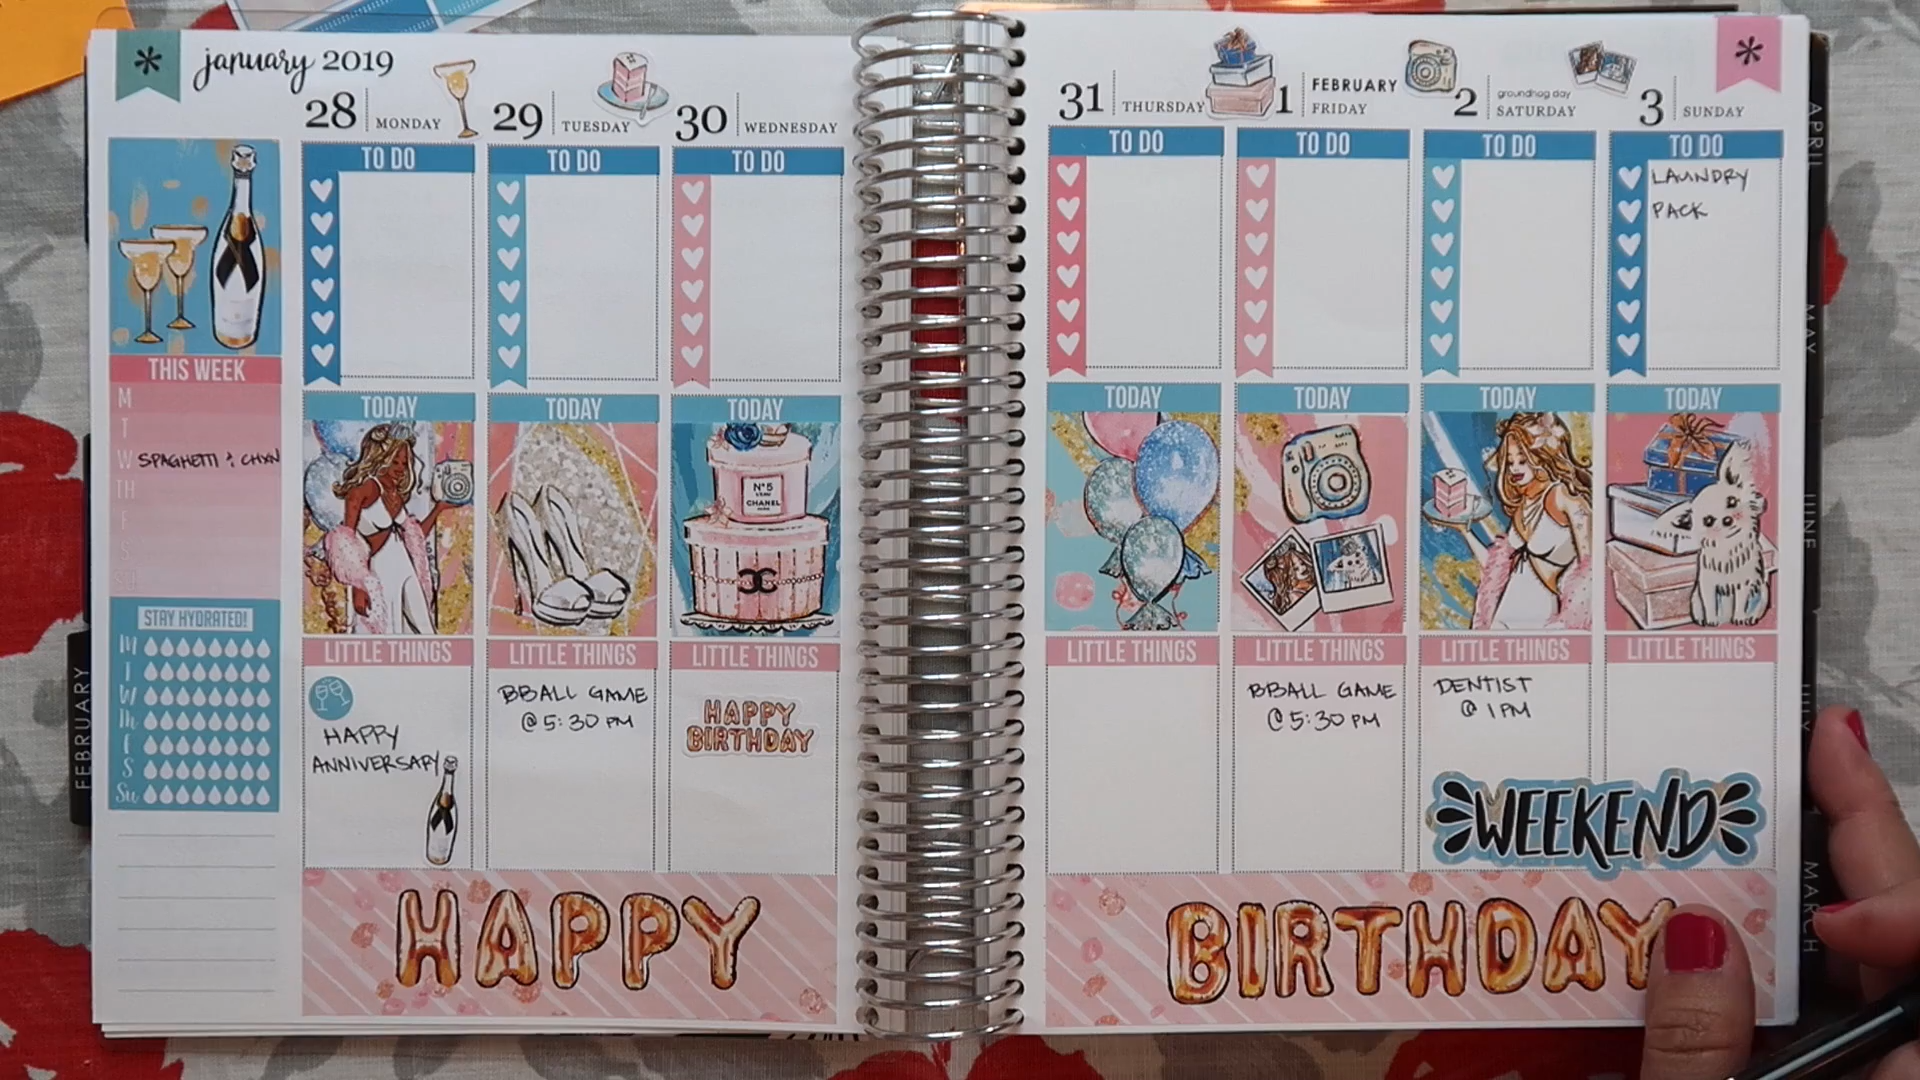 january 2019
28 MONDAY
29 TUESDAY
30 WEDNESDAY
31 THURSDAY
1 FEBRUARY FRIDAY
2 groundhog day SATURDAY
3 SUNDAY
TO DO
TO DO
TO DO
TO DO
TO DO
TO DO
TO DO
LAUNDRY
PACK
THIS WEEK
M
T
W SPAGHETTI & CHXN
TH
F
S
SU
TODAY
TODAY
TODAY
TODAY
TODAY
TODAY
TODAY
N°5
CHANEL
STAY HYDRATED!
M
T
W
Th
F
S
Su
LITTLE THINGS
LITTLE THINGS
LITTLE THINGS
LITTLE THINGS
LITTLE THINGS
LITTLE THINGS
LITTLE THINGS
HAPPY
ANNIVERSARY
BBALL GAME
@ 5:30 PM
HAPPY
BIRTHDAY
BBALL GAME
@ 5:30 PM
DENTIST
@ 1 PM
WEEKEND
HAPPY
BIRTHDAY
FEBRUARY
APRIL
MAY
JUNE
JULY
MARCH